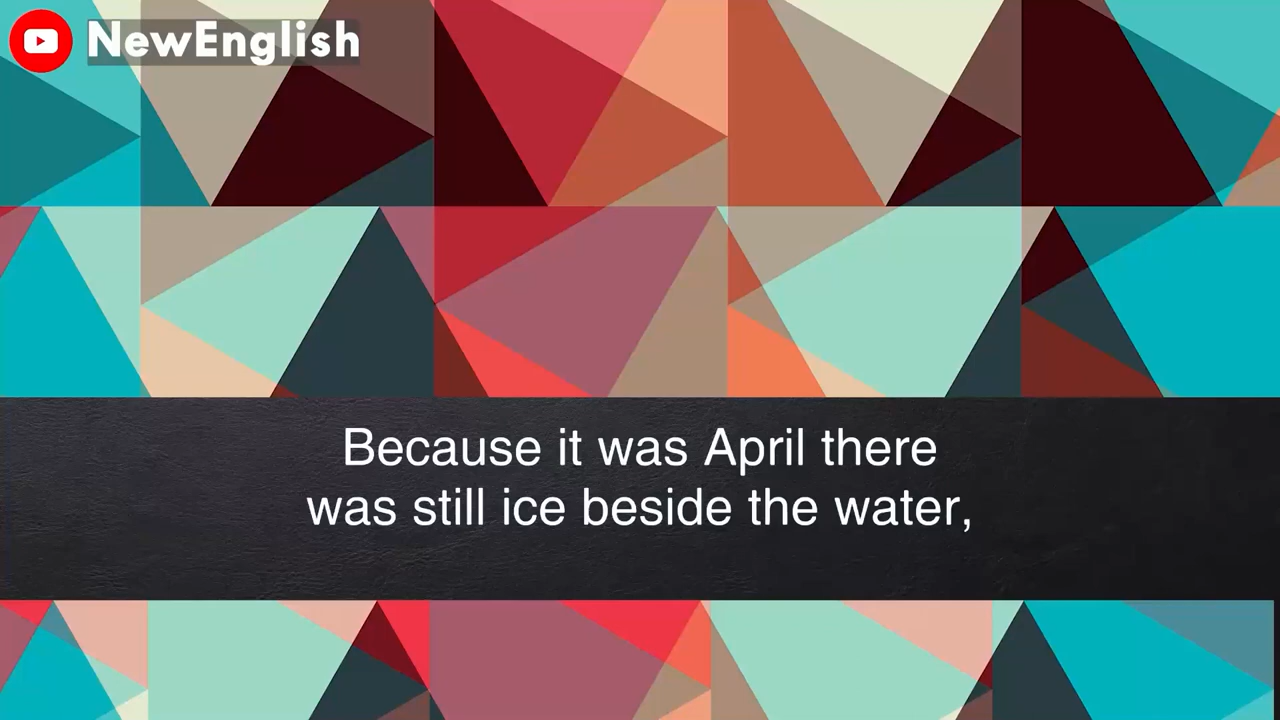 NewEnglish
Because it was April there
was still ice beside the water,